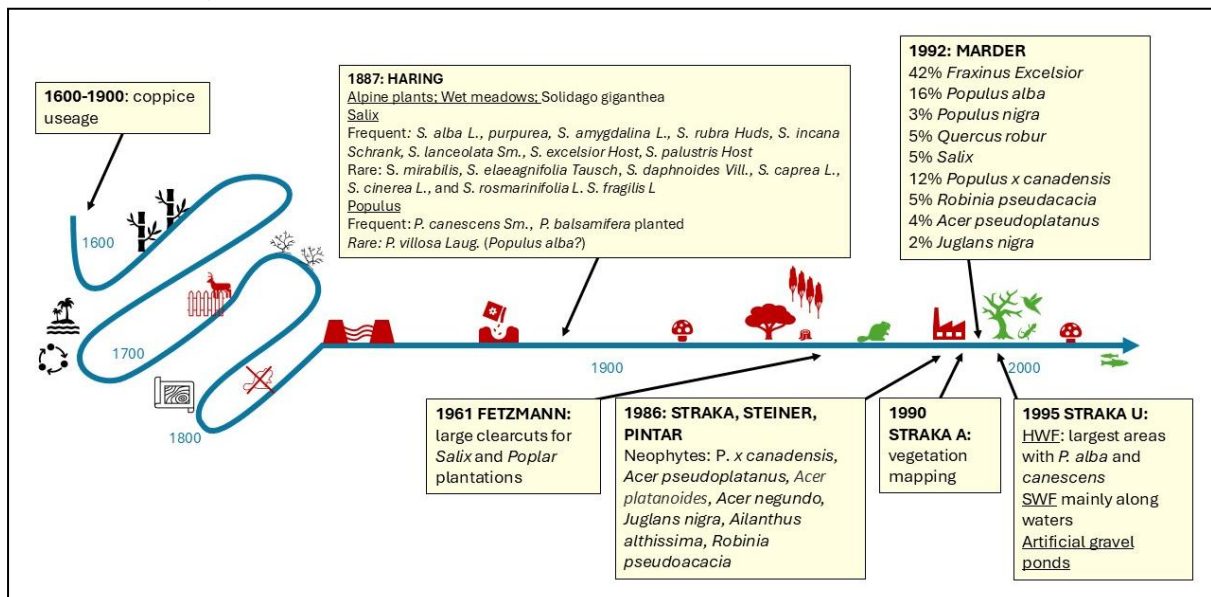 1600-1900: coppice
useage
1887: HARING
Alpine plants; Wet meadows; Solidago giganthea
Salix
Frequent: S. alba L., purpurea, S. amygdalina L., S. rubra Huds, S. incana
Schrank, S. lanceolata Sm., S. excelsior Host, S. palustris Host
Rare: S. mirabilis, S. elaeagnifolia Tausch, S. daphnoides Vill., S. caprea L.,
S. cinerea L., and S. rosmarinifolia L. S. fragilis L
Populus
Frequent: P. canescens Sm., P. balsamifera planted
Rare: P. villosa Laug. (Populus alba?)
1992: MARDER
42% Fraxinus Excelsior
16% Populus alba
3% Populus nigra
5% Quercus robur
5% Salix
12% Populus x canadensis
5% Robinia pseudacacia
4% Acer pseudoplatanus
2% Juglans nigra
1600
1700
1800
1900
2000
1961 FETZMANN:
large clearcuts for
Salix and Poplar
plantations
1986: STRAKA, STEINER,
PINTAR
Neophytes: P. x canadensis,
Acer pseudoplatanus, Acer
platanoides, Acer negundo,
Juglans nigra, Ailanthus
althissima, Robinia
pseudoacacia
1990
STRAKA A:
vegetation
mapping
1995 STRAKA U:
HWF: largest areas
with P. alba and
canescens
SWF mainly along
waters
Artificial gravel
ponds